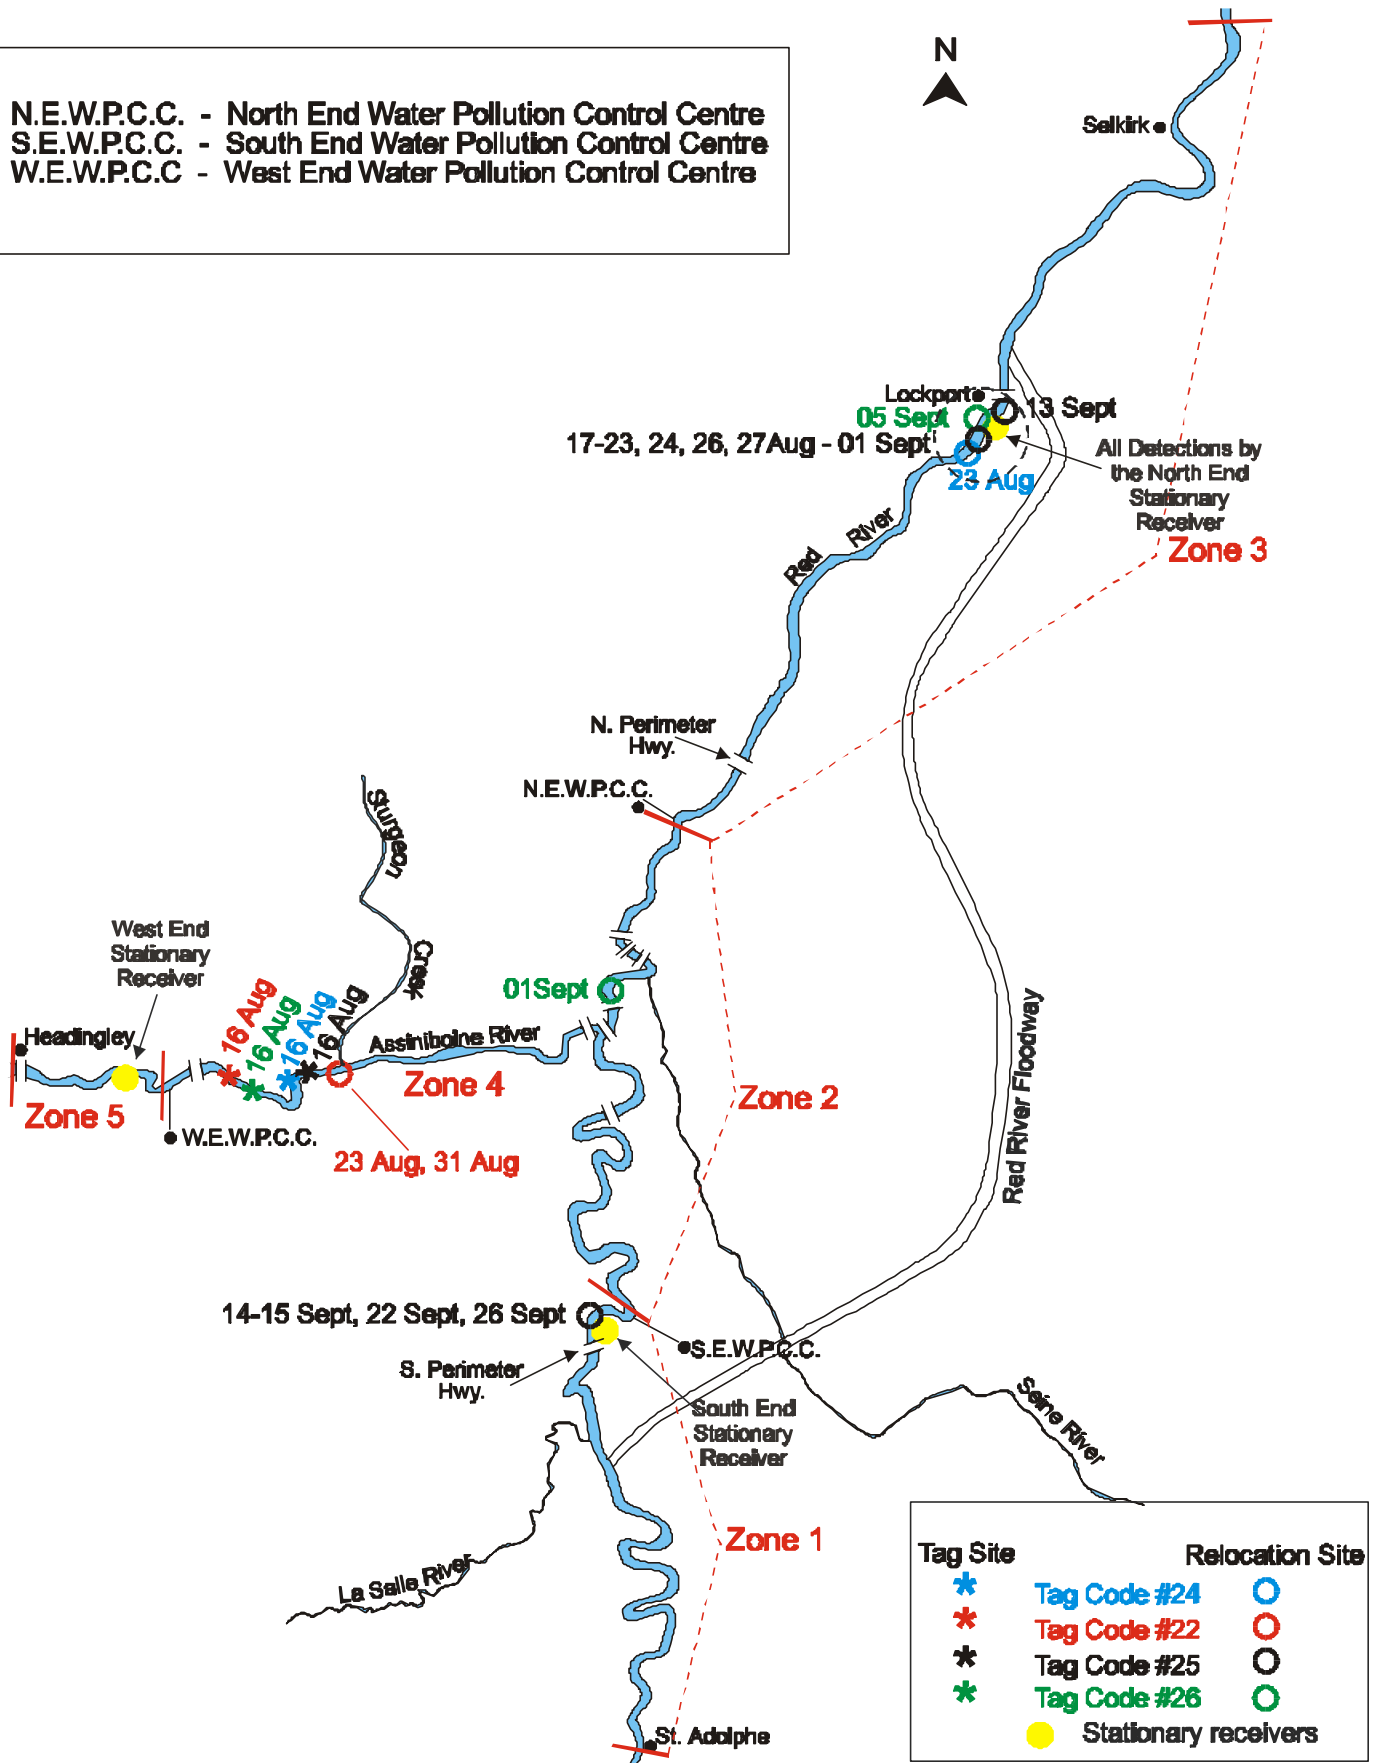 N.E.W.P.C.C. - North End Water Pollution Control Centre
S.E.W.P.C.C. - South End Water Pollution Control Centre
W.E.W.P.C.C - West End Water Pollution Control Centre
N
Selkirk
Lockport
05 Sept
13 Sept
17-23, 24, 26, 27Aug - 01 Sept
23 Aug
All Detections by
the North End
Stationary
Receiver
Zone 3
Red River
N. Perimeter
Hwy.
N.E.W.P.C.C.
Sturgeon
Creek
West End
Stationary
Receiver
16 Aug
16 Aug
16 Aug
16 Aug
01Sept
Headingley
Assiniboine River
Zone 4
Zone 5
W.E.W.P.C.C.
23 Aug, 31 Aug
Zone 2
Red River Floodway
14-15 Sept, 22 Sept, 26 Sept
S.E.W.P.C.C.
S. Perimeter
Hwy.
South End
Stationary
Receiver
Seine River
Zone 1
La Salle River
St. Adolphe
Tag Site Relocation Site
Tag Code #24
Tag Code #22
Tag Code #25
Tag Code #26
Stationary receivers